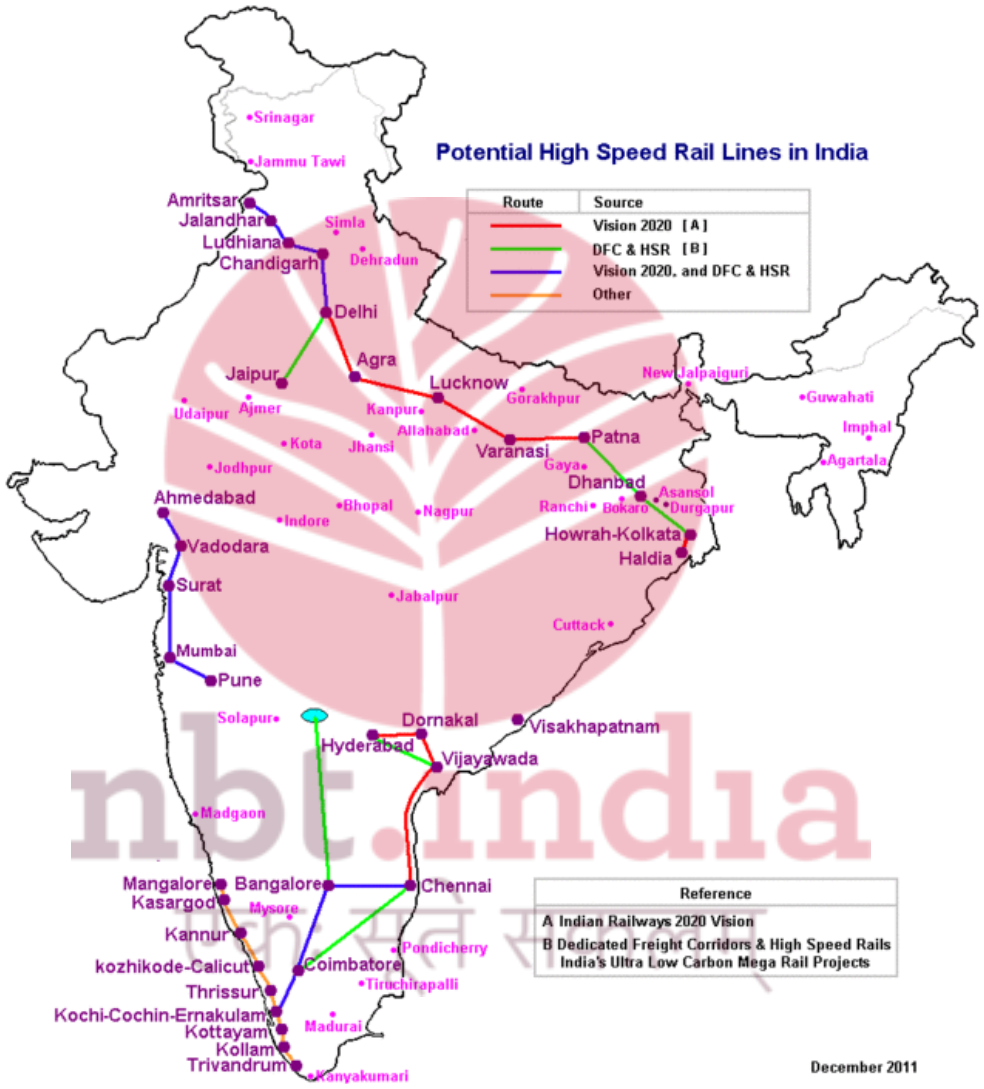 Srinagar
Potential High Speed Rail Lines in India
Jammu Tawi
Route Source
Vision 2020 [A]
DFC & HSR [B]
Vision 2020. and DFC & HSR
Other
Amritsar
Jalandhar
Simla
Ludhiana
Dehradun
Chandigarh
Delhi
Agra
Jaipur
New Jalpaiguri
Lucknow
Gorakhpur
Guwahati
Udaipur
Ajmer
Kanpur
Allahabad
Imphal
Kota
Jhansi
Varanasi
Patna
Agartala
Jodhpur
Gaya
Dhanbad
Ahmedabad
Bhopal
Nagpur
Ranchi
Bokaro
Asansol
Durgapur
Indore
Howrah-Kolkata
Vadodara
Haldia
Surat
Jabalpur
Cuttack
Mumbai
Pune
Solapur
Dornakal
Visakhapatnam
Hyderabad
Vijayawada
nbt.india
Madgaon
Mangalore
Bangalore
Chennai
Kasargod
Mysore
Kannur
एकः सूते सकलम्
Pondicherry
kozhikode-Calicut
Coimbatore
Thrissur
Tiruchirapalli
Kochi-Cochin-Ernakulam
Madurai
Kottayam
Kollam
Trivandrum
Kanyakumari
Reference
A Indian Railways 2020 Vision
B Dedicated Freight Corridors & High Speed Rails
India's Ultra Low Carbon Mega Rail Projects
December 2011